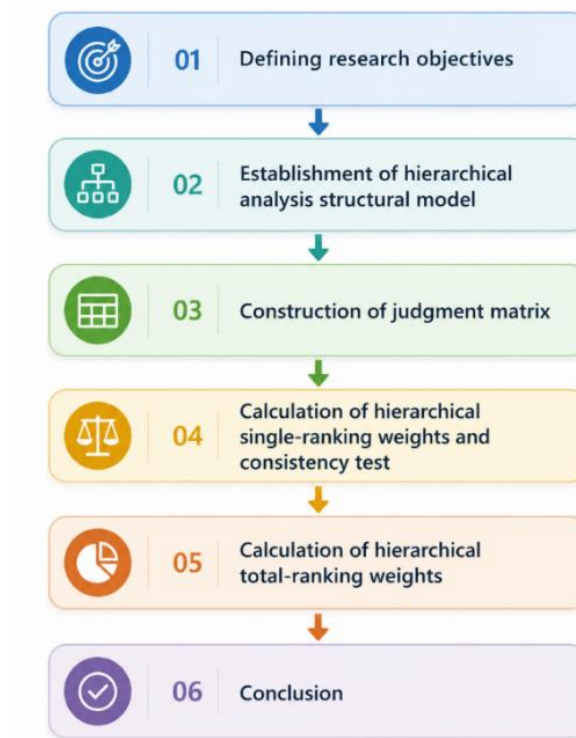 01 Defining research objectives
02 Establishment of hierarchical
analysis structural model
03 Construction of judgment matrix
04 Calculation of hierarchical
single-ranking weights and
consistency test
05 Calculation of hierarchical
total-ranking weights
06 Conclusion